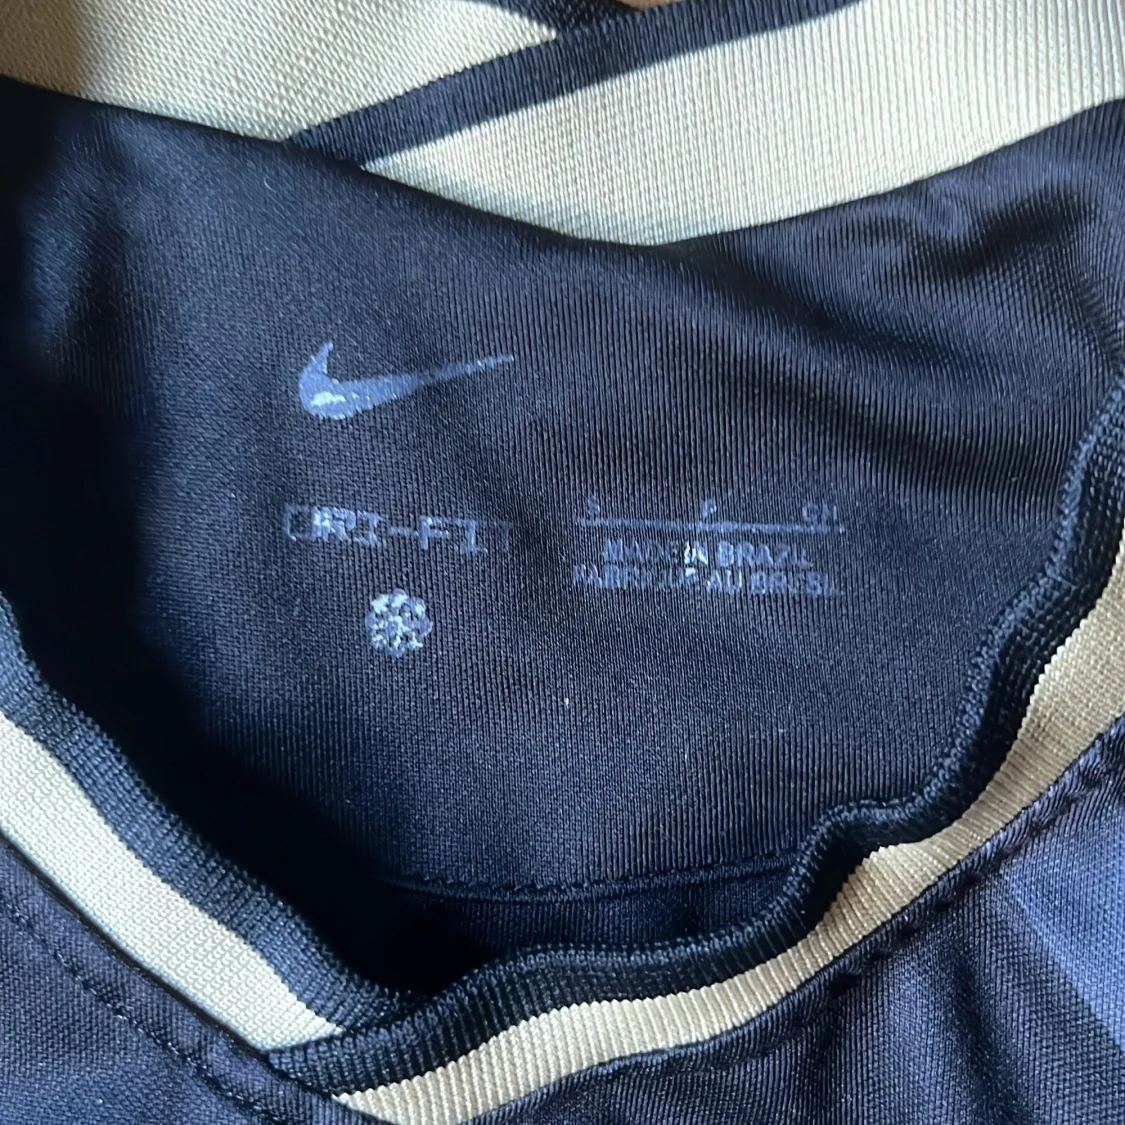 DRI-FIT
S P CH
MADE IN BRAZIL
FABRIQUÉ AU BRÉSIL